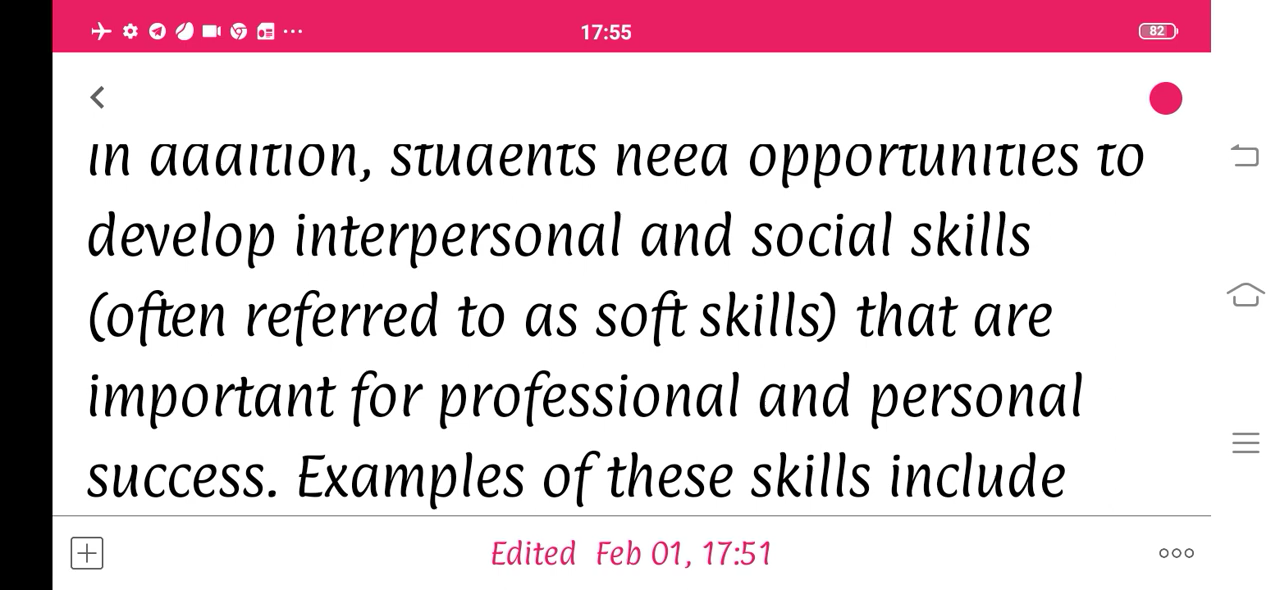 17:55
82
in addition, students need opportunities to
develop interpersonal and social skills
(often referred to as soft skills) that are
important for professional and personal
success. Examples of these skills include
Edited Feb 01, 17:51